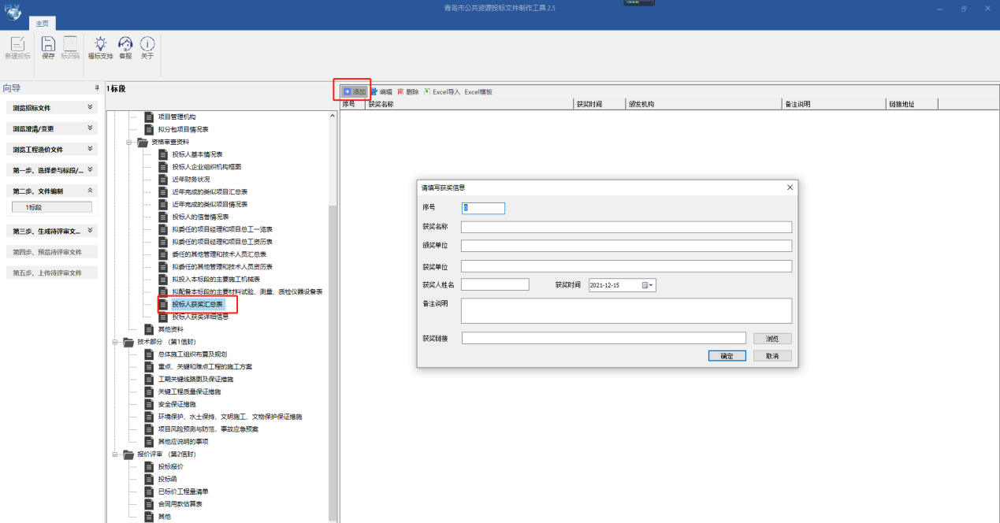 青岛市公共资源投标文件制作工具 2.5
主页
新建投标
保存
标识码
福标支持
客服
关于
向导
浏览招标文件
浏览澄清/变更
浏览工程造价文件
第一步、选择参与标段/...
第二步、文件编制
1标段
第三步、生成待评审文...
第四步、预览待评审文件
第五步、上传待评审文件
1标段
项目管理机构
拟分包项目情况表
资格审查资料
投标人基本情况表
投标人企业组织机构框图
近年财务状况
近年完成的类似项目汇总表
近年完成的类似项目情况表
投标人的信誉情况表
拟委任的项目经理和项目总工一览表
拟委任的项目经理和项目总工资历表
委任的其他管理和技术人员汇总表
拟委任的其他管理和技术人员资历表
拟投入本标段的主要施工机械表
拟配备本标段的主要材料试验、测量、质检仪器设备表
投标人获奖汇总表
投标人获奖详细信息
其他资料
技术部分 (第1信封)
总体施工组织布置及规划
重点、关键和难点工程的施工方案
工期关键线路图及保证措施
关键工程质量保证措施
安全保证措施
环境保护、水土保持、文明施工、文物保护保证措施
项目风险预测与防范，事故应急预案
其他应说明的事项
报价评审 (第2信封)
投标报价
投标函
已标价工程量清单
合同用款估算表
其他
添加 编辑 删除 Excel导入 Excel模板
序号 获奖名称 获奖时间 颁发机构 备注说明 链接地址
请填写获奖信息
序号 0
获奖名称
颁奖单位
获奖单位
获奖人姓名 获奖时间 2021-12-15
备注说明
获奖链接 浏览
确定 取消